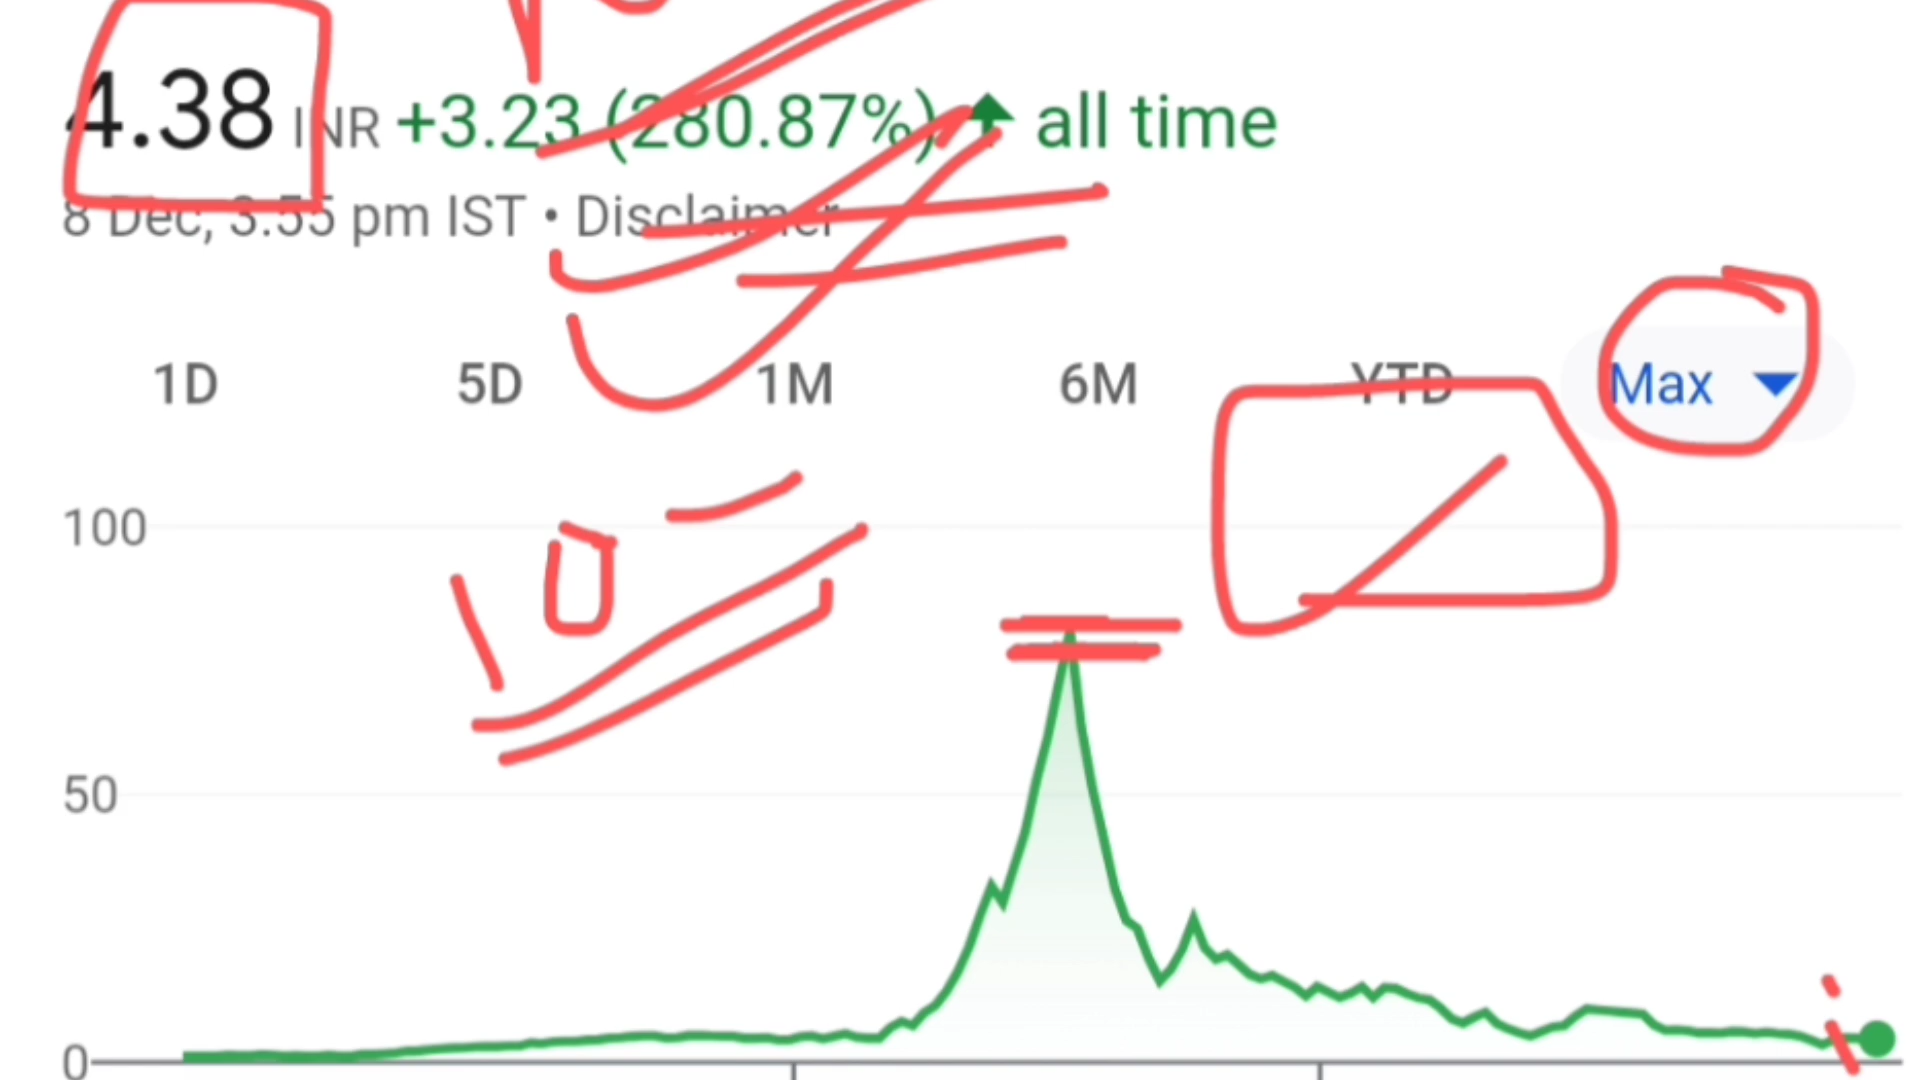 4.38 INR +3.23 (280.87%) ↑ all time
8 Dec, 3:55 pm IST • Disclaimer
1D 5D 1M 6M YTD Max
100
50
0